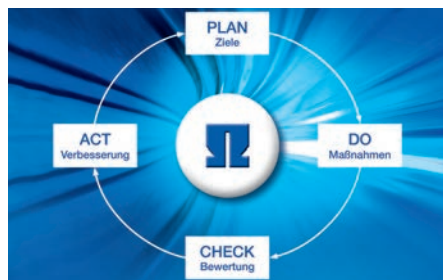 PLAN
Ziele
DO
Maßnahmen
CHECK
Bewertung
ACT
Verbesserung